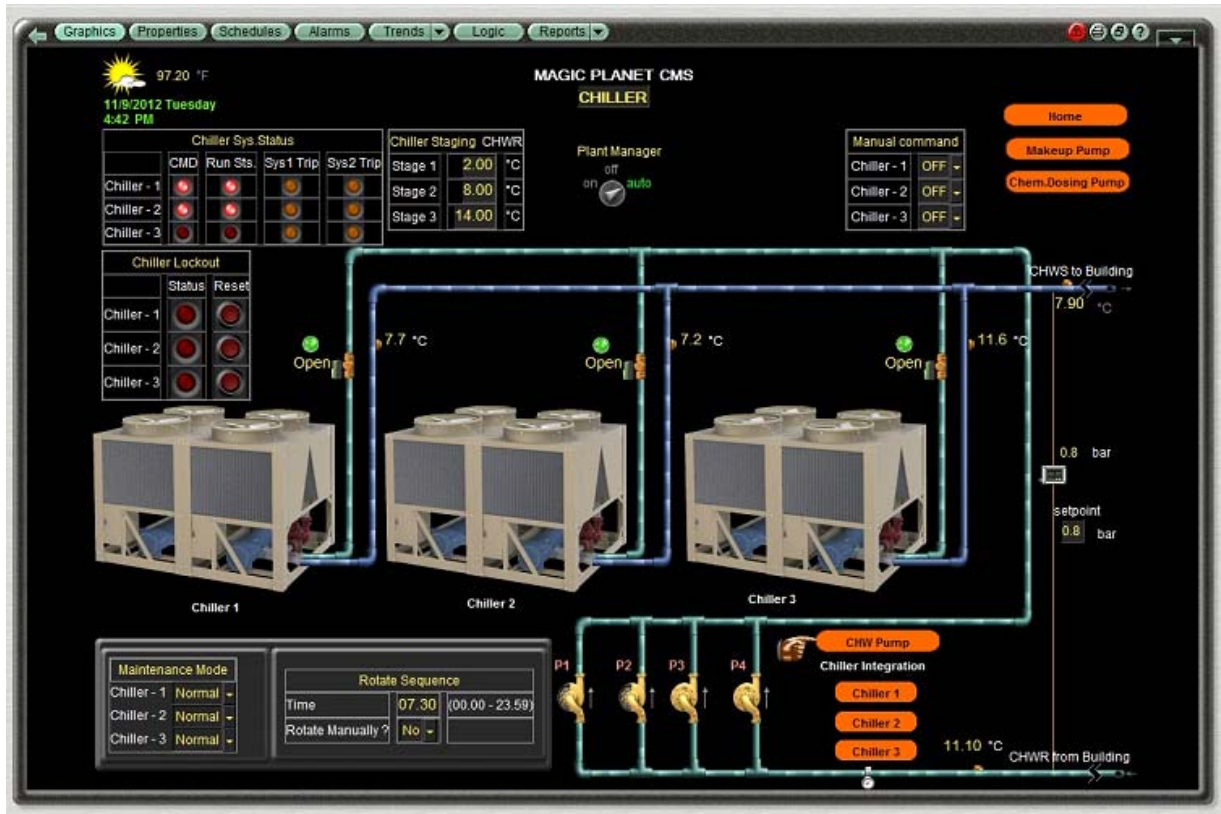 Graphics Properties Schedules Alarms Trends Logic Reports
97.20 °F
11/9/2012 Tuesday
4:42 PM
MAGIC PLANET CMS
CHILLER
Chiller Sys.Status
CMD Run Sts. Sys1 Trip Sys2 Trip
Chiller - 1
Chiller - 2
Chiller - 3
Chiller Staging CHWR
Stage 1 2.00 °C
Stage 2 8.00 °C
Stage 3 14.00 °C
Plant Manager
off
on auto
Manual command
Chiller - 1 OFF
Chiller - 2 OFF
Chiller - 3 OFF
Home
Makeup Pump
Chem.Dosing Pump
Chiller Lockout
Status Reset
Chiller - 1
Chiller - 2
Chiller - 3
CHWS to Building
7.90 °C
Open 7.7 °C
Open 7.2 °C
Open 11.6 °C
0.8 bar
setpoint
0.8 bar
Chiller 1
Chiller 2
Chiller 3
Maintenance Mode
Chiller - 1 Normal
Chiller - 2 Normal
Chiller - 3 Normal
Rotate Sequence
Time 07.30 (00.00 - 23.59)
Rotate Manually ? No
P1 P2 P3 P4
CHW Pump
Chiller Integration
Chiller 1
Chiller 2
Chiller 3
11.10 °C
CHWR from Building